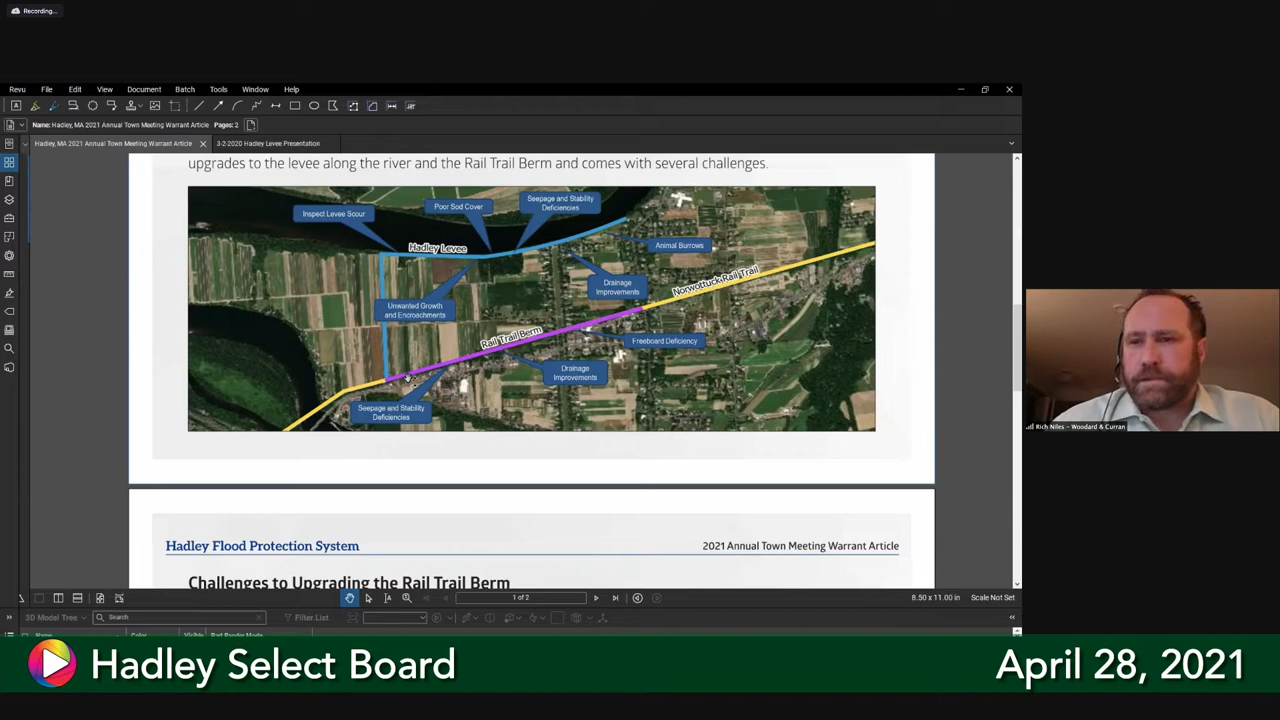 Recording...
Revu File Edit View Document Batch Tools Window Help
Name: Hadley, MA 2021 Annual Town Meeting Warrant Article Pages: 2
Hadley, MA 2021 Annual Town Meeting Warrant Article
3-2-2020 Hadley Levee Presentation
upgrades to the levee along the river and the Rail Trail Berm and comes with several challenges.
Inspect Levee Scour
Poor Sod Cover
Seepage and Stability
Deficiencies
Hadley Levee
Animal Burrows
Drainage
Improvements
Norwottuck Rail Trail
Unwanted Growth
and Encroachments
Rail Trail Berm
Freeboard Deficiency
Drainage
Improvements
Seepage and Stability
Deficiencies
Rich Niles - Woodard & Curran
Hadley Flood Protection System
2021 Annual Town Meeting Warrant Article
Challenges to Upgrading the Rail Trail Berm
1 of 2
8.50 x 11.00 in
Scale Not Set
3D Model Tree
Search
Filter List
Hadley Select Board
April 28, 2021